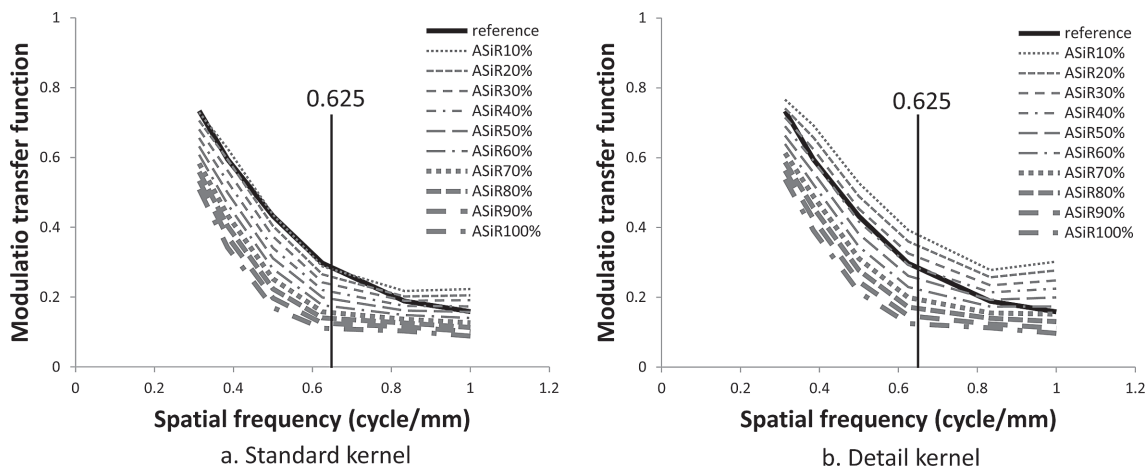 Modulatio transfer function
1
0.8
0.6
0.4
0.2
0
0
0.2
0.4
0.6
0.8
1
1.2
0.625
reference
ASiR10%
ASiR20%
ASiR30%
ASiR40%
ASiR50%
ASiR60%
ASiR70%
ASiR80%
ASiR90%
ASiR100%
Spatial frequency (cycle/mm)
a. Standard kernel
Modulatio transfer function
1
0.8
0.6
0.4
0.2
0
0
0.2
0.4
0.6
0.8
1
1.2
0.625
reference
ASiR10%
ASiR20%
ASiR30%
ASiR40%
ASiR50%
ASiR60%
ASiR70%
ASiR80%
ASiR90%
ASiR100%
Spatial frequency (cycle/mm)
b. Detail kernel